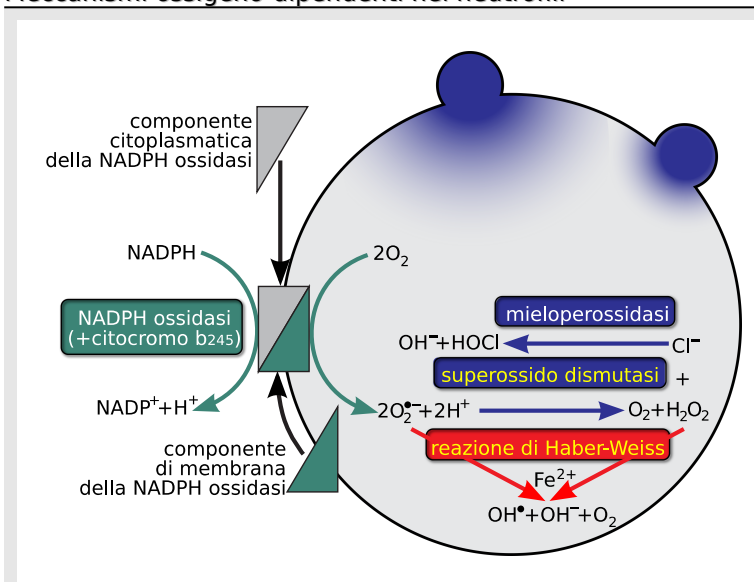 Meccanismi ossigeno-dipendenti nei neutrofili
componente
citoplasmatica
della NADPH ossidasi
NADPH
2O₂
NADPH ossidasi
(+citocromo b₂₄₅)
mieloperossidasi
OH⁻+HOCl
Cl⁻
superossido dismutasi
+
NADP⁺+H⁺
2O₂•⁻+2H⁺
O₂+H₂O₂
componente
di membrana
della NADPH ossidasi
reazione di Haber-Weiss
Fe²⁺
OH•+OH⁻+O₂